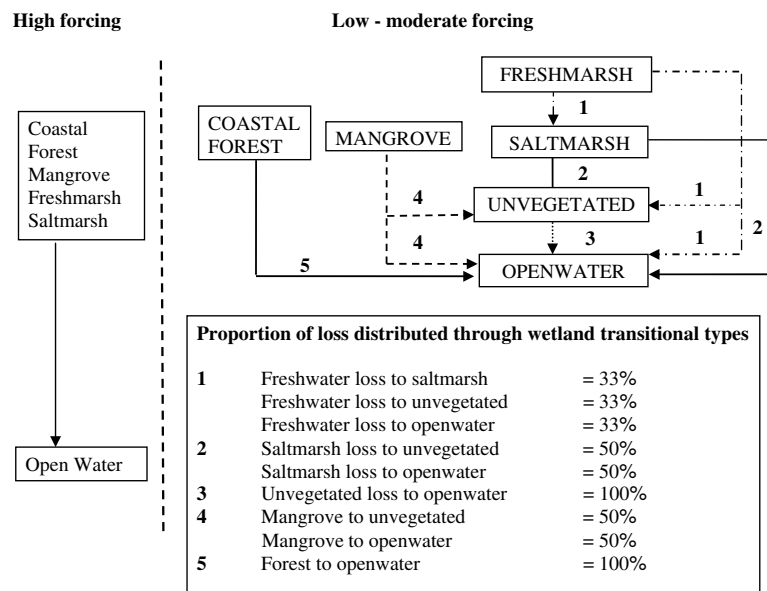 High forcing
Low - moderate forcing
Coastal
Forest
Mangrove
Freshmarsh
Saltmarsh
Open Water
FRESHMARSH
1
COASTAL
FOREST
MANGROVE
SALTMARSH
2
4
UNVEGETATED
1
4
3
1
2
5
OPENWATER
Proportion of loss distributed through wetland transitional types
1 Freshwater loss to saltmarsh = 33%
Freshwater loss to unvegetated = 33%
Freshwater loss to openwater = 33%
2 Saltmarsh loss to unvegetated = 50%
Saltmarsh loss to openwater = 50%
3 Unvegetated loss to openwater = 100%
4 Mangrove to unvegetated = 50%
Mangrove to openwater = 50%
5 Forest to openwater = 100%